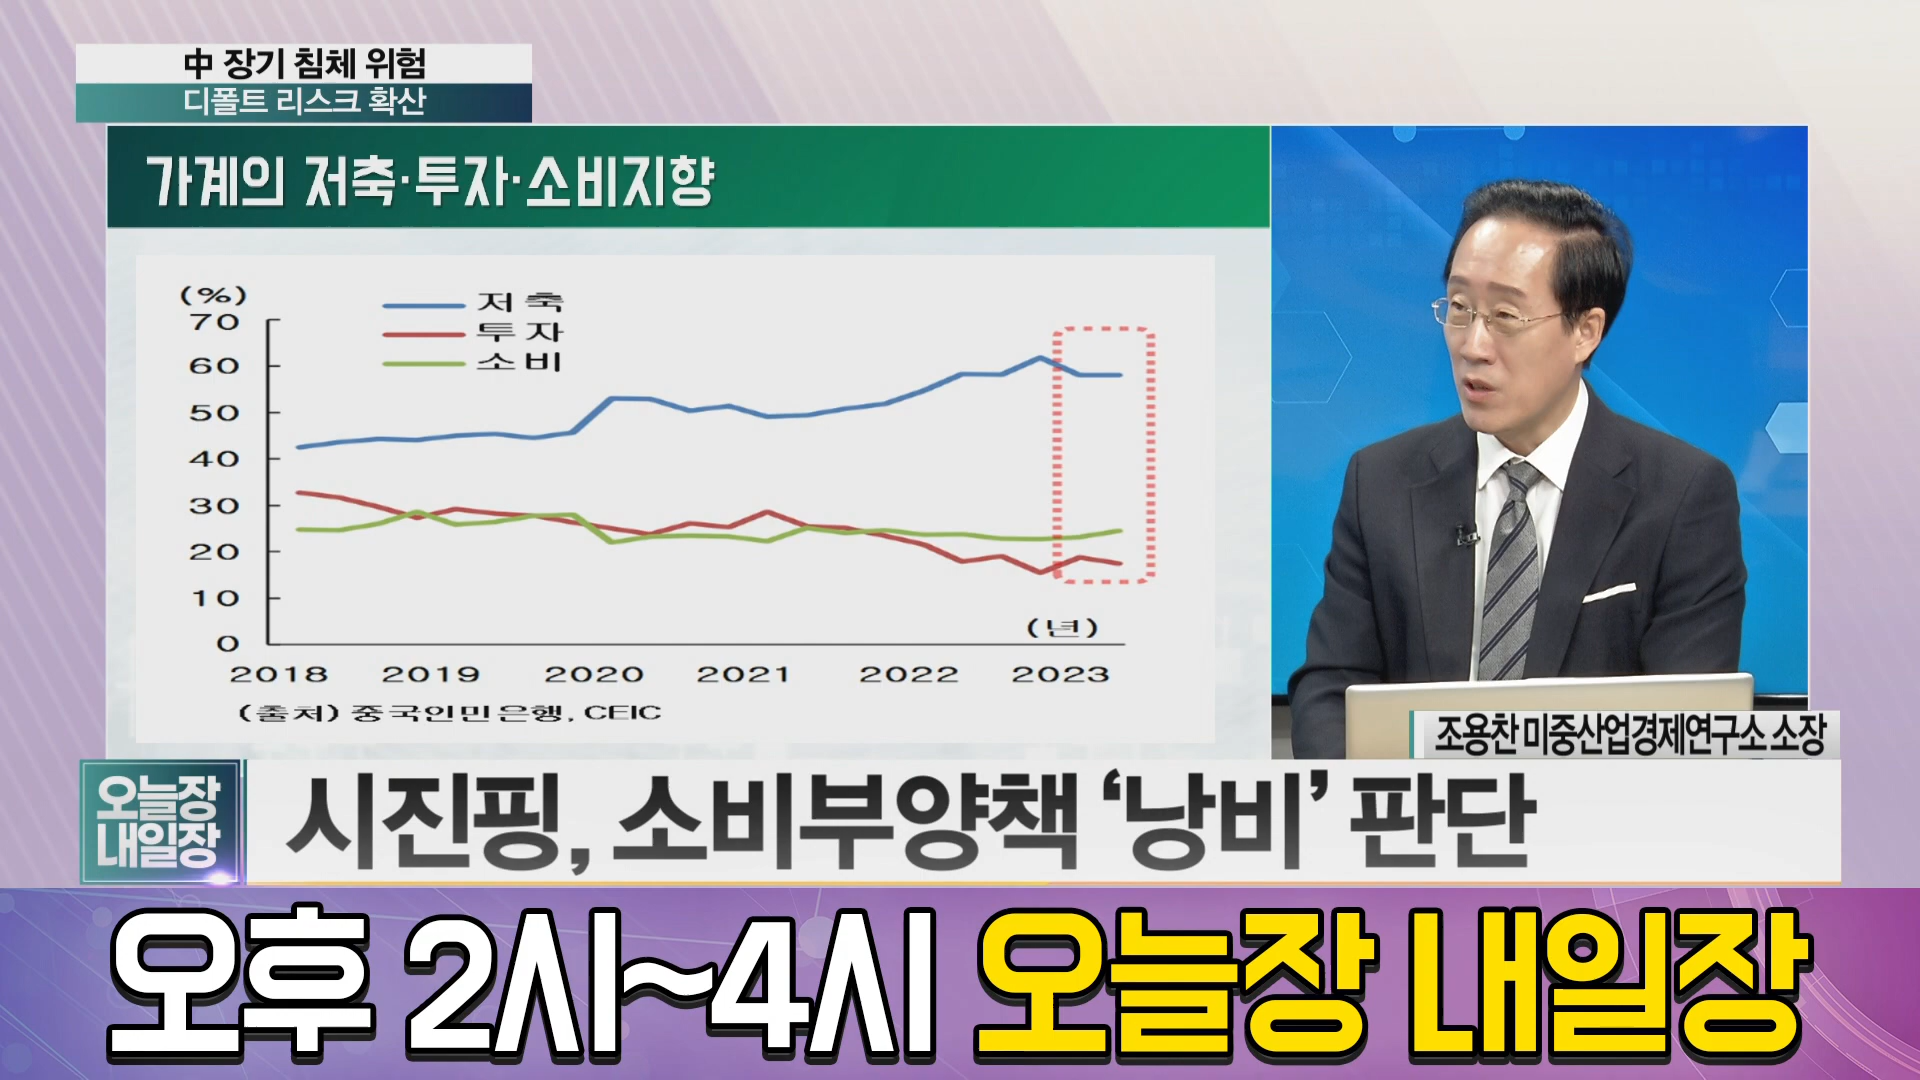 中 장기 침체 위험
디폴트 리스크 확산
가계의 저축·투자·소비지향
(%)
70
60
50
40
30
20
10
0
저축
투자
소비
(년)
2018 2019 2020 2021 2022 2023
(출처) 중국인민은행, CEIC
조용찬 미중산업경제연구소 소장
오늘장
내일장
시진핑, 소비부양책 ‘낭비’ 판단
오후 2시~4시 오늘장 내일장